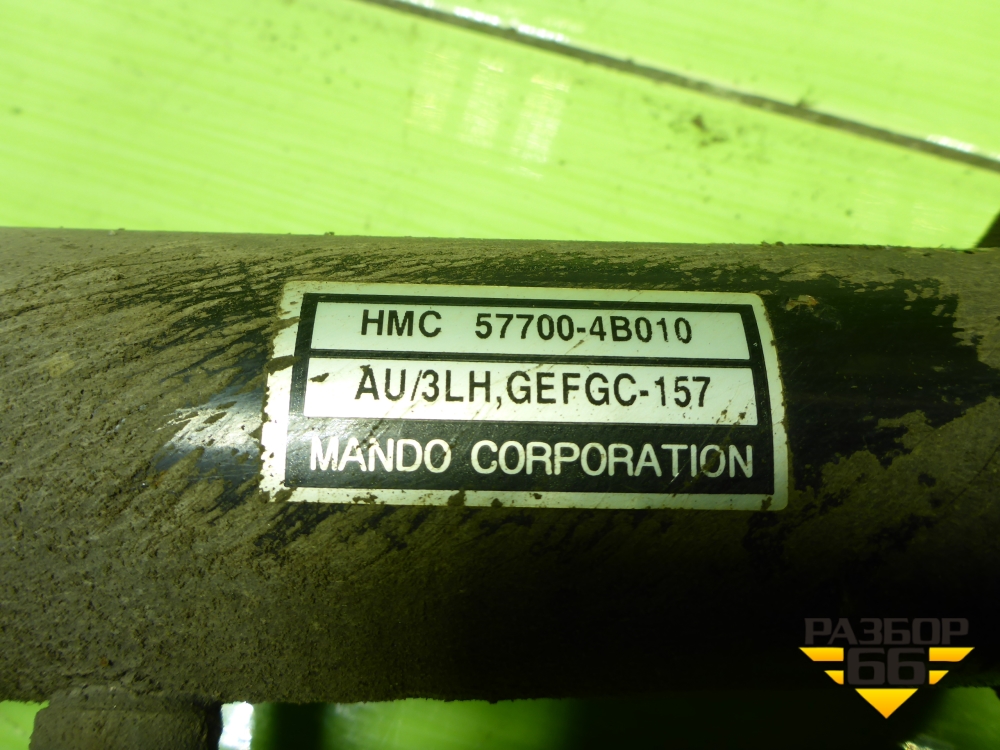 HMC 57700-4B010
AU/3LH,GEFGC-157
MANDO CORPORATION
РАЗБОР
66